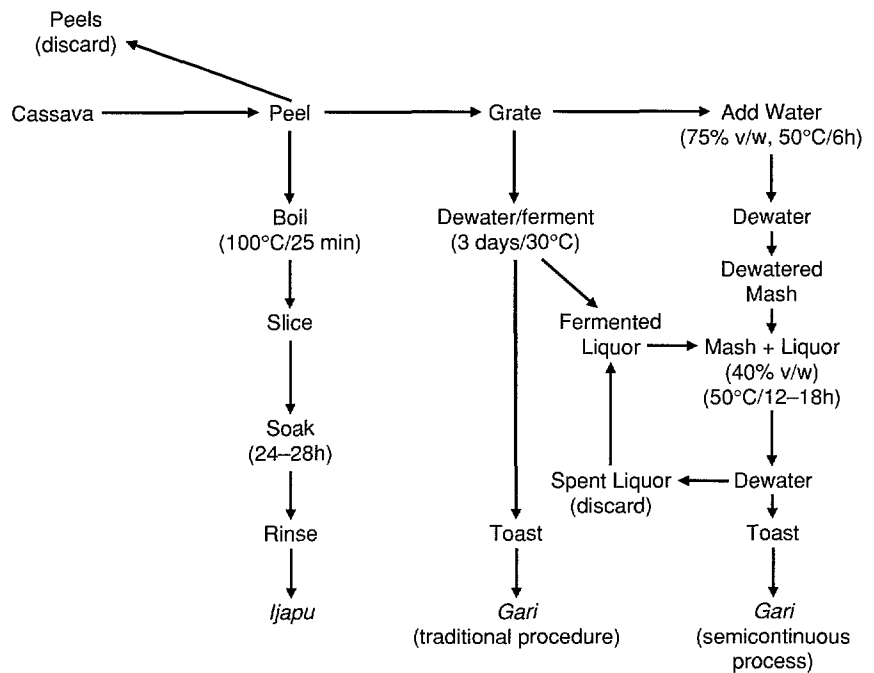 Peels
(discard)
Cassava
Peel
Grate
Add Water
(75% v/w, 50°C/6h)
Boil
(100°C/25 min)
Dewater/ferment
(3 days/30°C)
Dewater
Dewatered
Mash
Slice
Fermented
Liquor
Mash + Liquor
(40% v/w)
(50°C/12–18h)
Soak
(24–28h)
Spent Liquor
(discard)
Dewater
Rinse
Toast
Toast
Ijapu
Gari
(traditional procedure)
Gari
(semicontinuous
process)